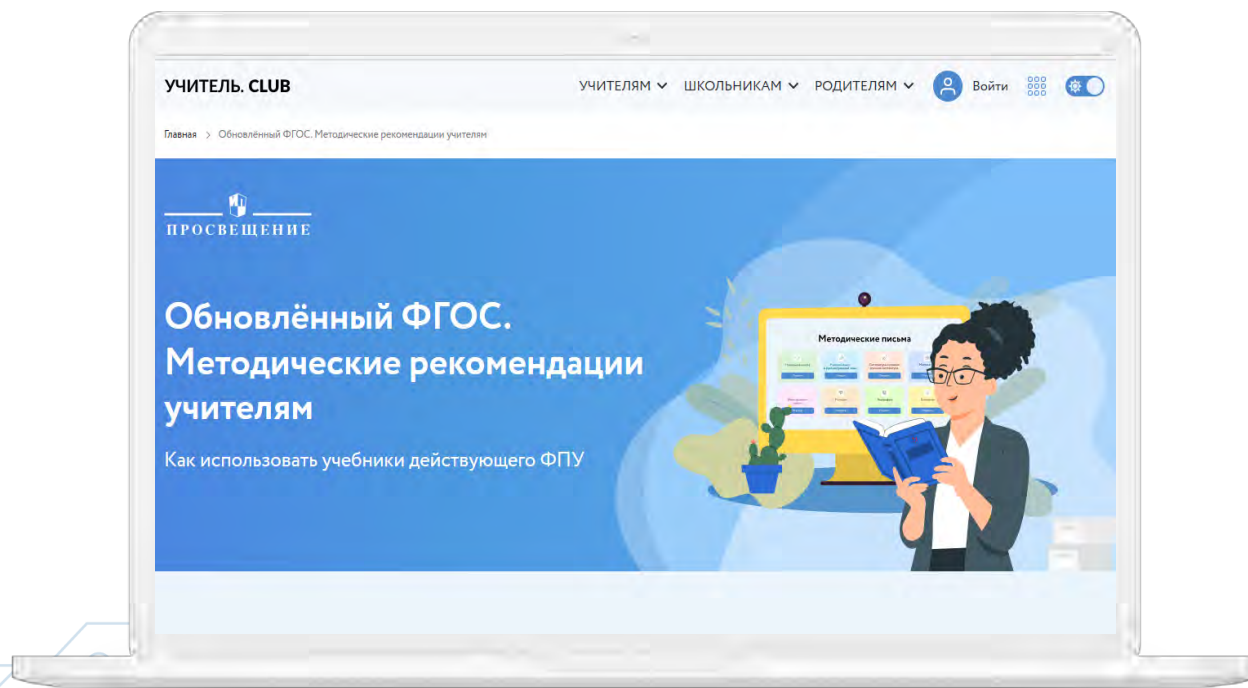 УЧИТЕЛЬ. CLUB
УЧИТЕЛЯМ
ШКОЛЬНИКАМ
РОДИТЕЛЯМ
Войти
Главная > Обновлённый ФГОС. Методические рекомендации учителям
ПРОСВЕЩЕНИЕ
Обновлённый ФГОС.
Методические рекомендации
учителям
Как использовать учебники действующего ФПУ
Методические письма